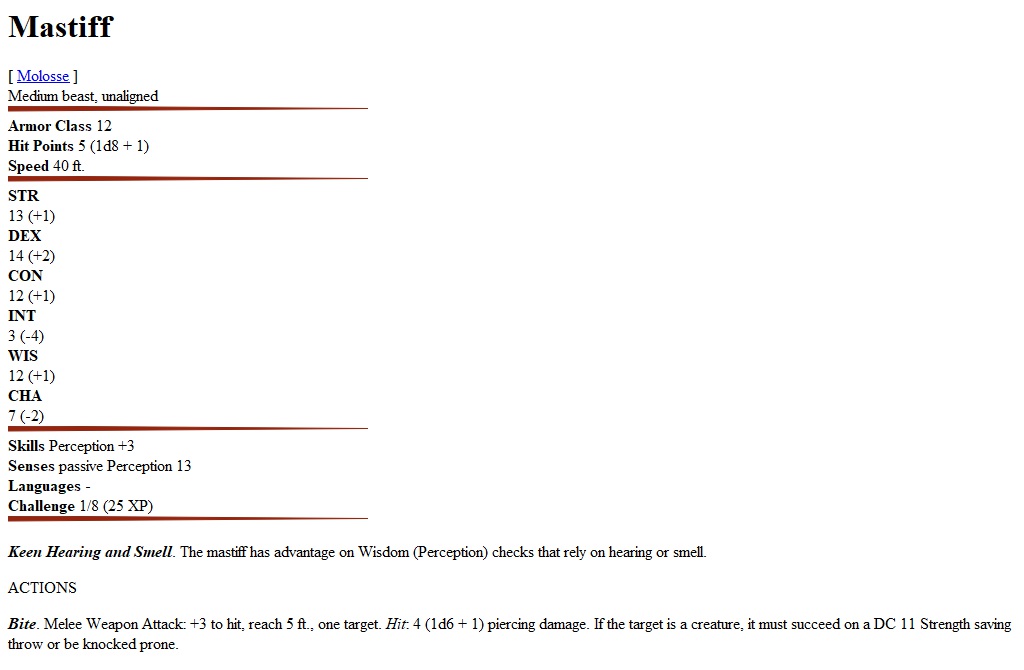 Mastiff
[ Molosse ]
Medium beast, unaligned
Armor Class 12
Hit Points 5 (1d8 + 1)
Speed 40 ft.
STR
13 (+1)
DEX
14 (+2)
CON
12 (+1)
INT
3 (-4)
WIS
12 (+1)
CHA
7 (-2)
Skills Perception +3
Senses passive Perception 13
Languages -
Challenge 1/8 (25 XP)
Keen Hearing and Smell. The mastiff has advantage on Wisdom (Perception) checks that rely on hearing or smell.
ACTIONS
Bite. Melee Weapon Attack: +3 to hit, reach 5 ft., one target. Hit: 4 (1d6 + 1) piercing damage. If the target is a creature, it must succeed on a DC 11 Strength saving
throw or be knocked prone.